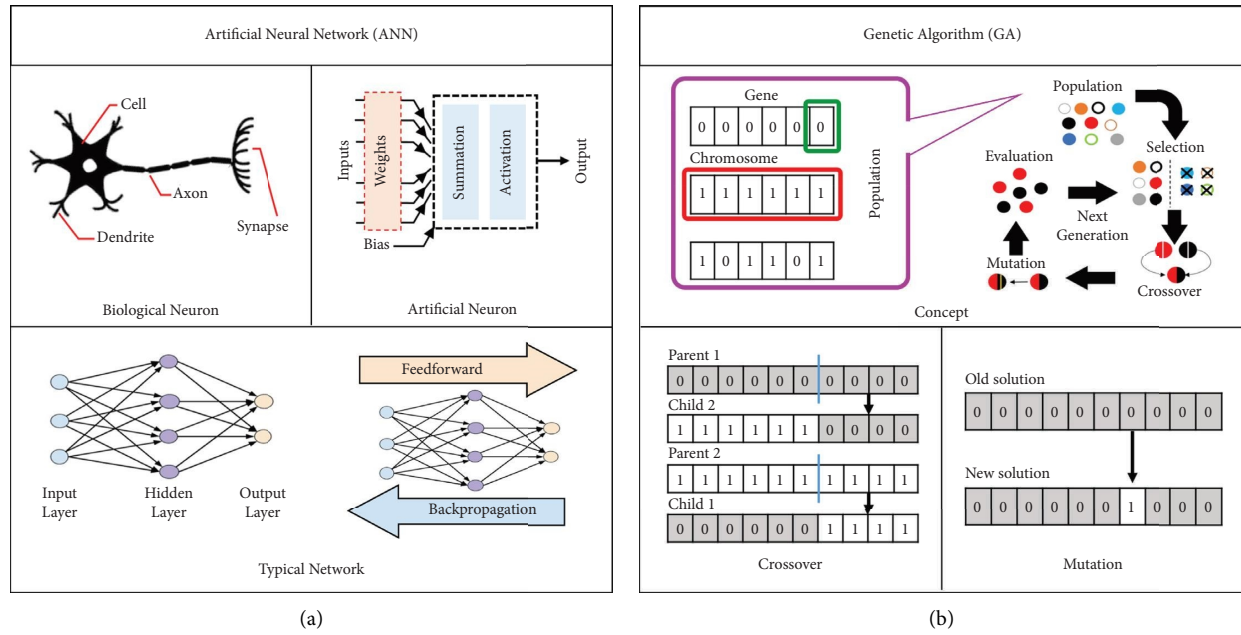 Artificial Neural Network (ANN)
Cell
Axon
Dendrite
Synapse
Biological Neuron
Inputs
Weights
Bias
Summation
Activation
Output
Artificial Neuron
Input
Layer
Hidden
Layer
Output
Layer
Feedforward
Backpropagation
Typical Network
(a)
Genetic Algorithm (GA)
Gene
0 0 0 0 0 0
Chromosome
1 1 1 1 1 1
1 0 1 1 0 1
Population
Population
Selection
Evaluation
Next
Generation
Mutation
Crossover
Concept
Parent 1
0 0 0 0 0 0 0 0 0 0
Child 2
1 1 1 1 1 1 0 0 0 0
Parent 2
1 1 1 1 1 1 1 1 1 1
Child 1
0 0 0 0 0 0 1 1 1 1
Crossover
Old solution
0 0 0 0 0 0 0 0 0 0
New solution
0 0 0 0 0 0 1 0 0 0
Mutation
(b)